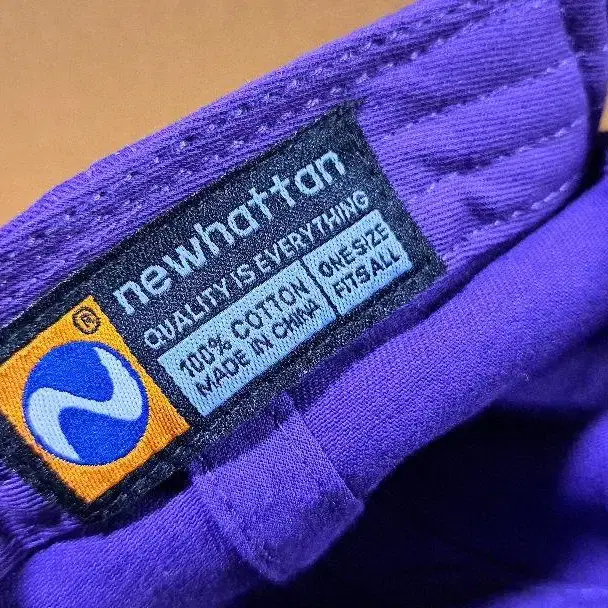 newhattan
QUALITY IS EVERYTHING
100% COTTON
MADE IN CHINA
ONE SIZE
FITS ALL
®